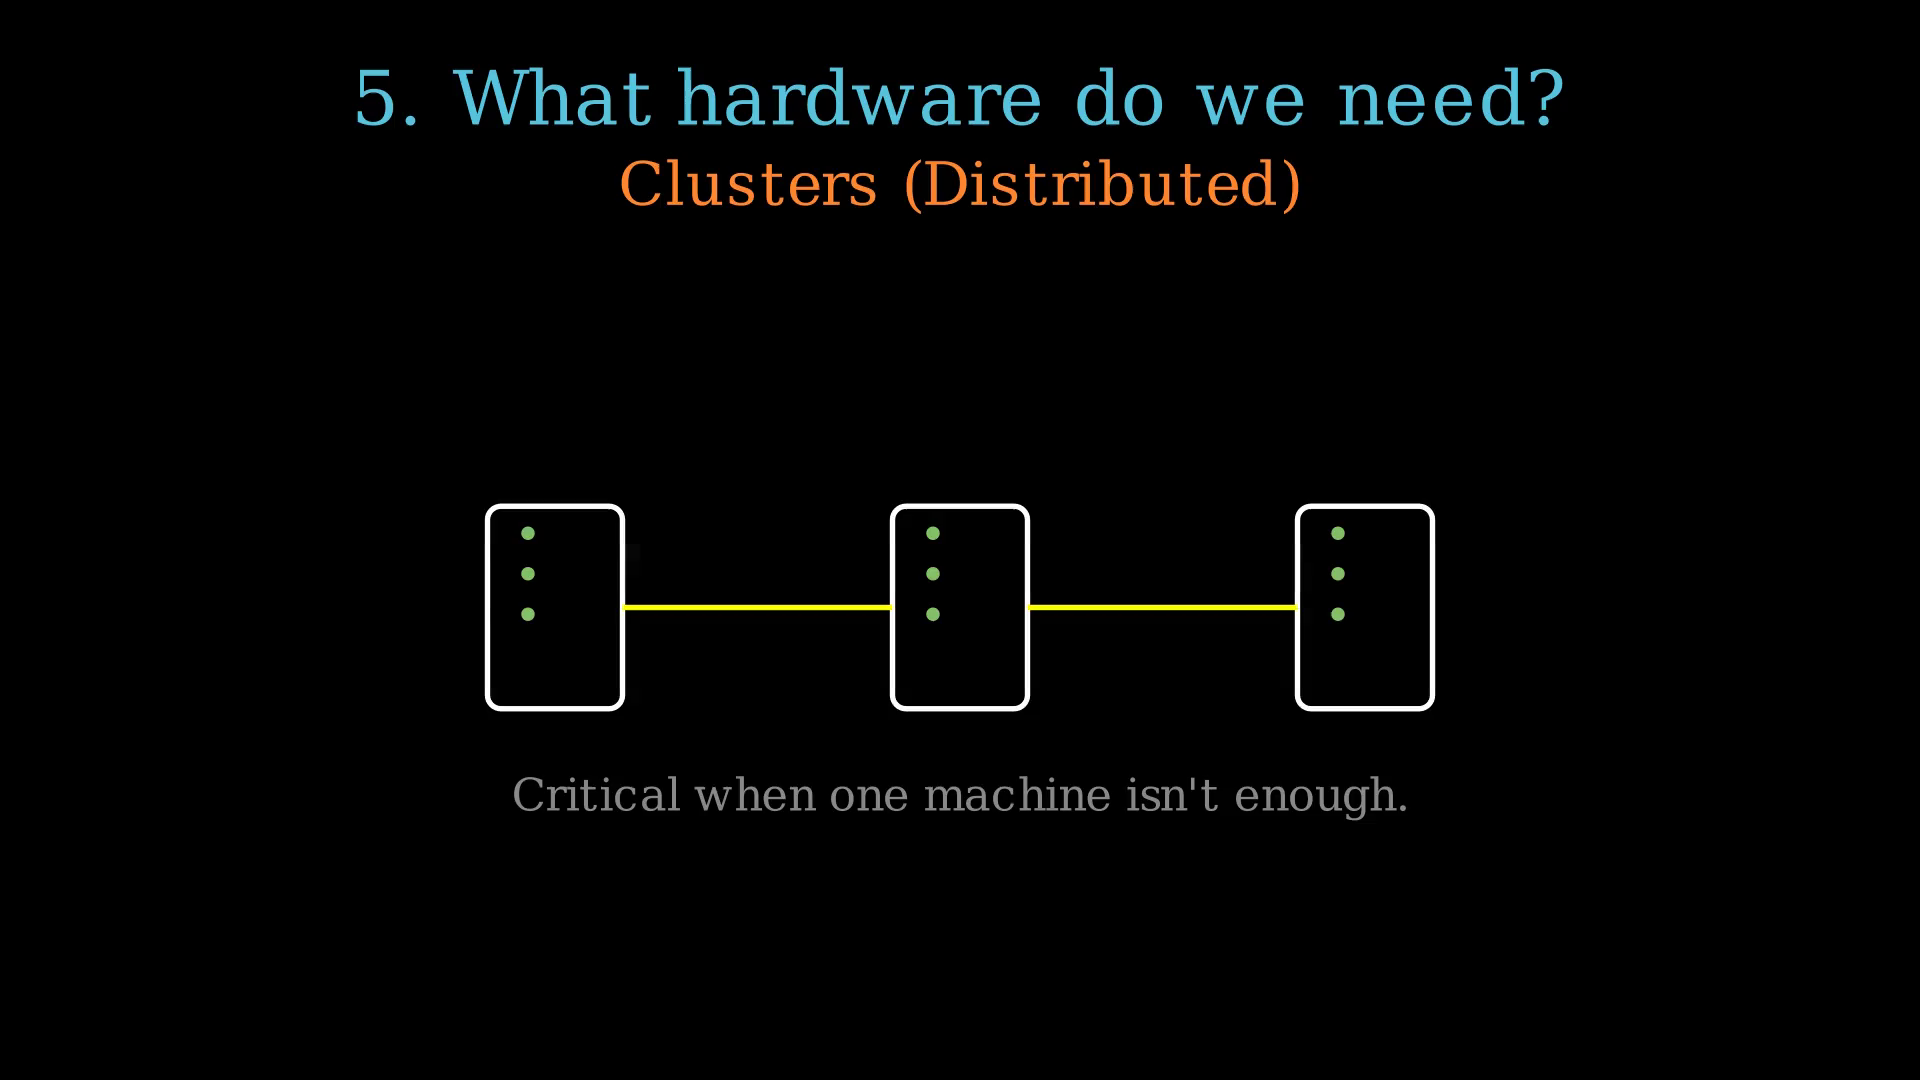 5. What hardware do we need?
Clusters (Distributed)
Critical when one machine isn't enough.